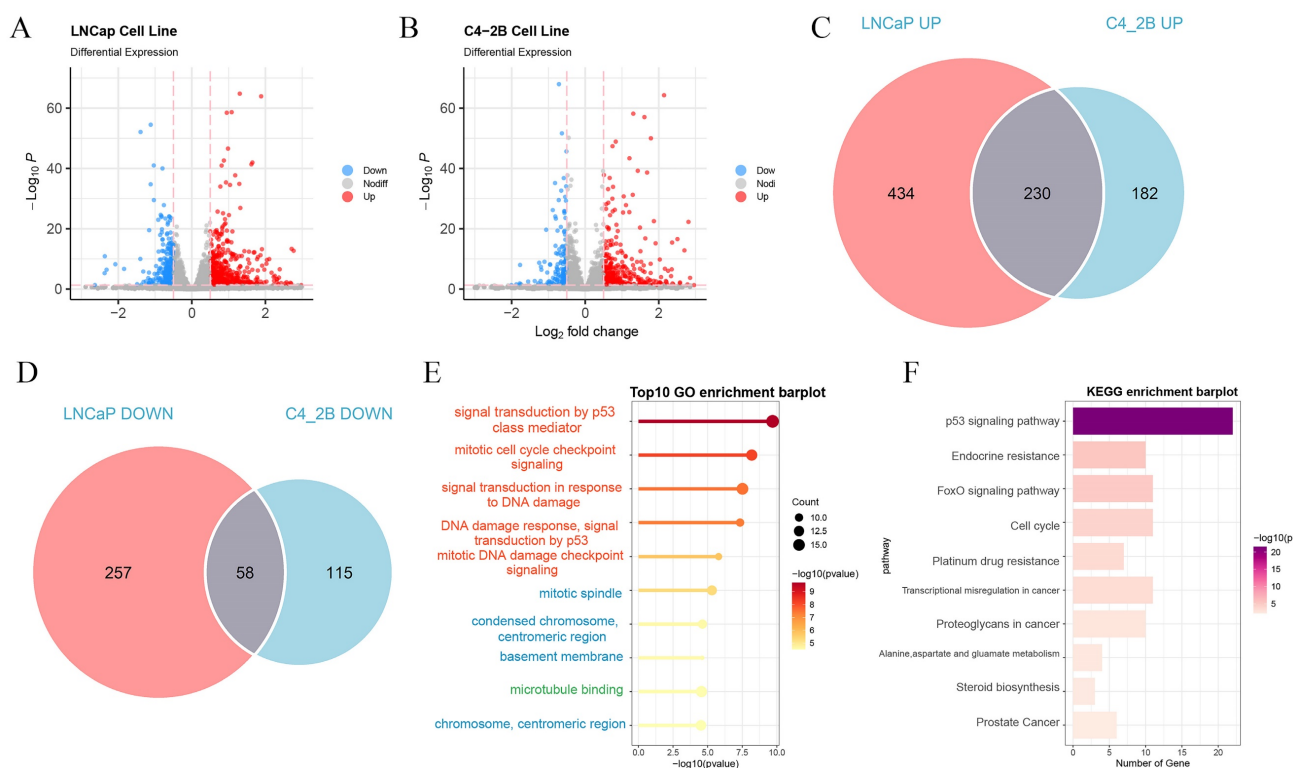 A
LNCap Cell Line
Differential Expression
− Log10 P
60
40
20
0
−2
0
2
Down
Nodiff
Up
B
C4−2B Cell Line
Differential Expression
− Log10 P
60
40
20
0
−2
0
2
Log2 fold change
Dow
Nodi
Up
C
LNCaP UP
C4_2B UP
434
230
182
D
LNCaP DOWN
C4_2B DOWN
257
58
115
E
Top10 GO enrichment barplot
signal transduction by p53
class mediator
mitotic cell cycle checkpoint
signaling
signal transduction in response
to DNA damage
DNA damage response, signal
transduction by p53
mitotic DNA damage checkpoint
signaling
mitotic spindle
condensed chromosome,
centromeric region
basement membrane
microtubule binding
chromosome, centromeric region
0.0
2.5
5.0
7.5
10.0
−log10(pvalue)
Count
10.0
12.5
15.0
−log10(pvalue)
9
8
7
6
5
F
KEGG enrichment barplot
pathway
p53 signaling pathway
Endocrine resistance
FoxO signaling pathway
Cell cycle
Platinum drug resistance
Transcriptional misregulation in cancer
Proteoglycans in cancer
Alanine,aspartate and gluamate metabolism
Steroid biosynthesis
Prostate Cancer
0
5
10
15
20
Number of Gene
−log10(p
20
15
10
5